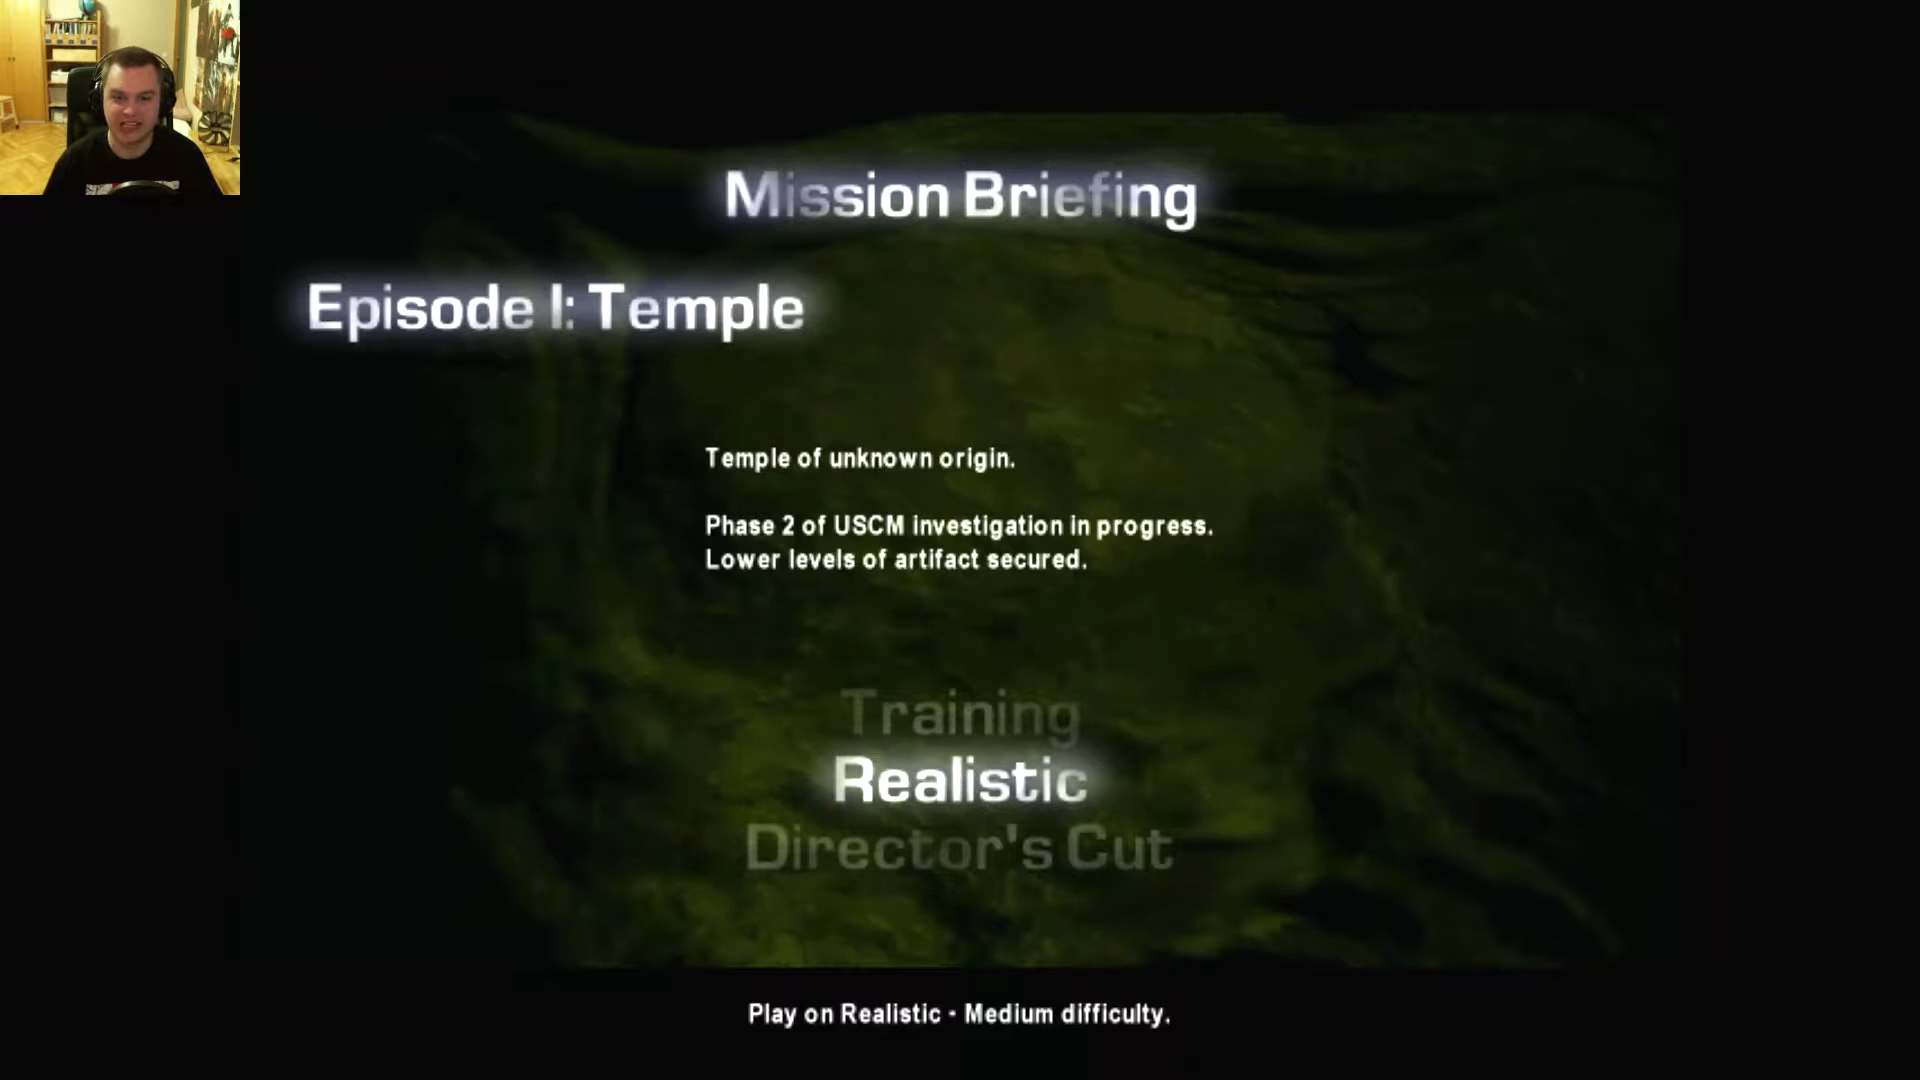 Mission Briefing
Episode I: Temple
Temple of unknown origin.
Phase 2 of USCM investigation in progress.
Lower levels of artifact secured.
Training
Realistic
Director's Cut
Play on Realistic - Medium difficulty.